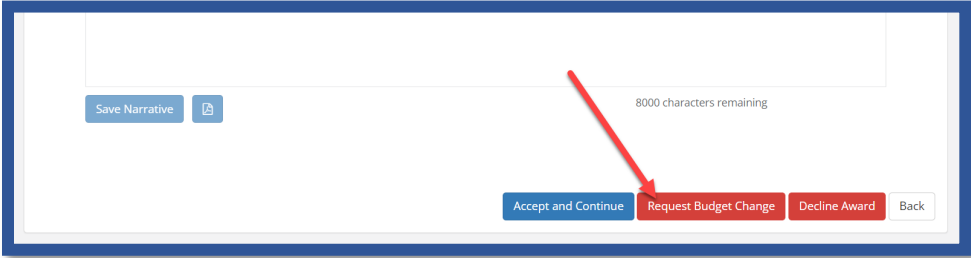 Save Narrative
8000 characters remaining
Accept and Continue
Request Budget Change
Decline Award
Back